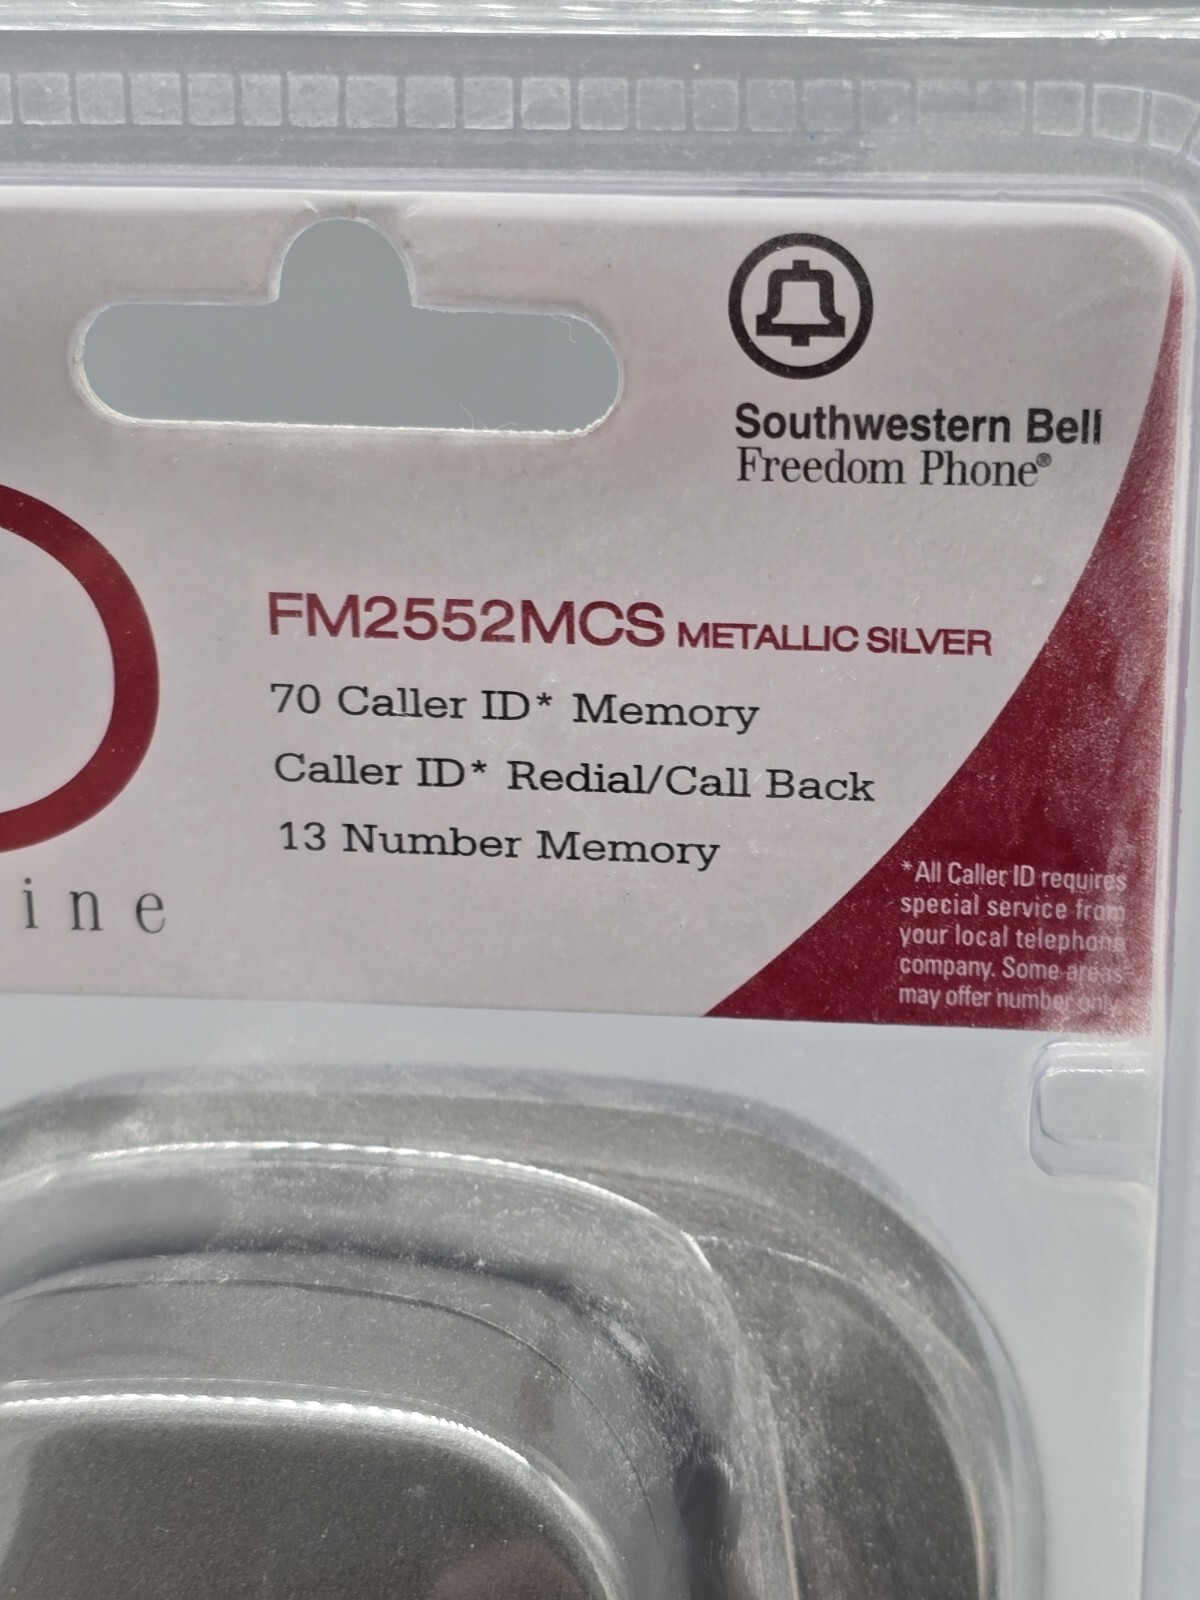 Southwestern Bell
Freedom Phone®
FM2552MCS METALLIC SILVER
70 Caller ID* Memory
Caller ID* Redial/Call Back
13 Number Memory
ine
*All Caller ID requires
special service from
your local telephone
company. Some areas
may offer number only.